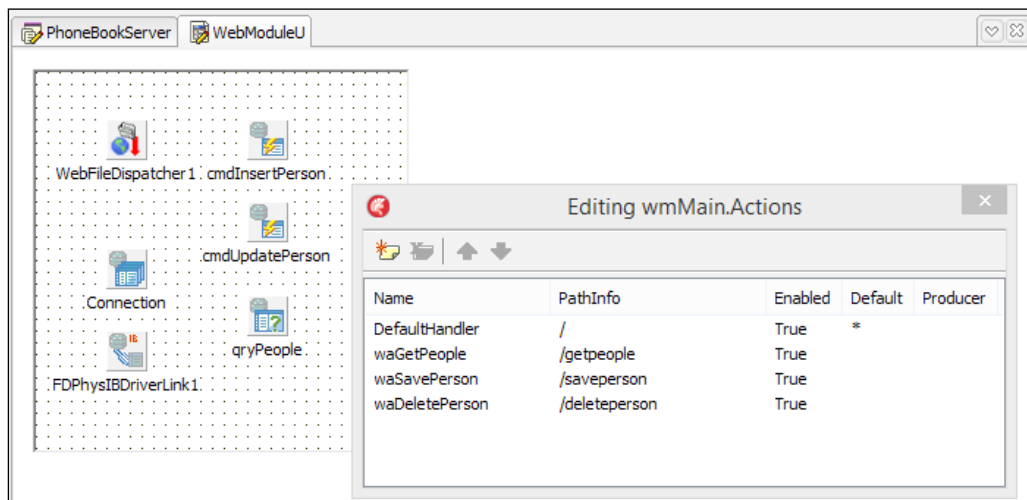 PhoneBookServer WebModuleU
WebFileDispatcher1 cmdInsertPerson
cmdUpdatePerson
Connection
IB
qryPeople
FDPhysIBDriverLink1
Editing wmMain.Actions
Name PathInfo Enabled Default Producer
DefaultHandler / True *
waGetPeople /getpeople True
waSavePerson /saveperson True
waDeletePerson /deleteperson True